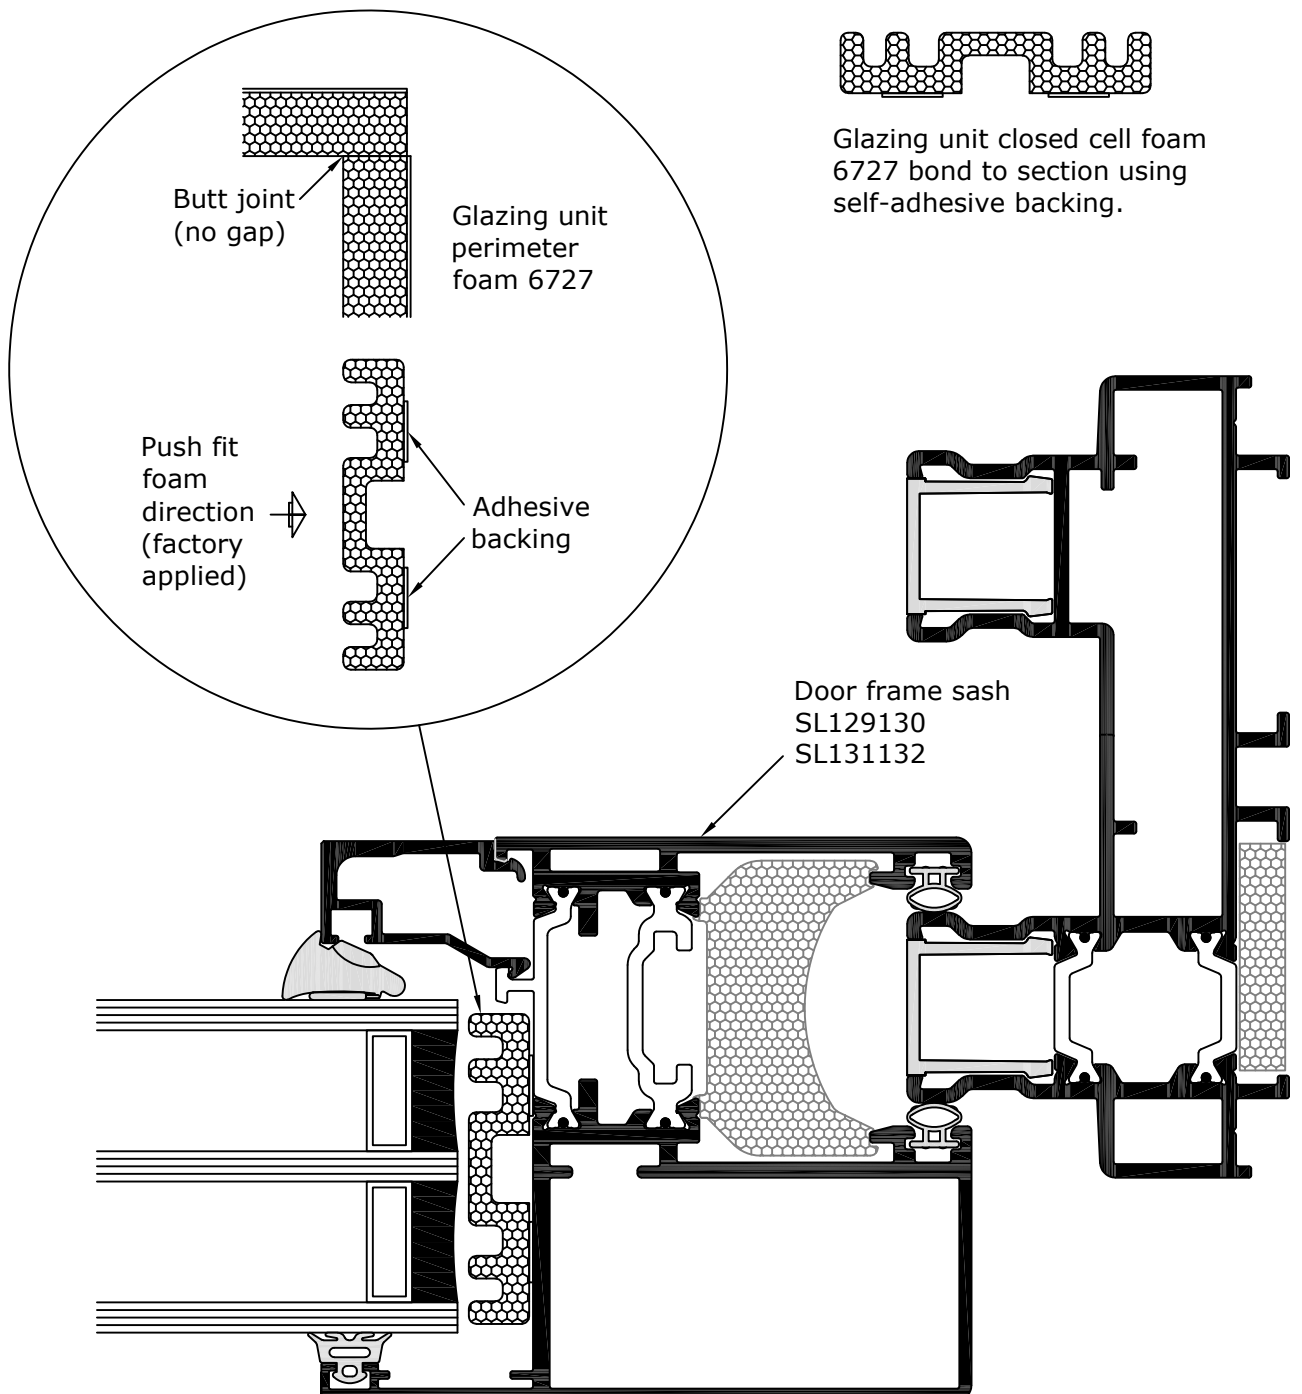 Glazing unit closed cell foam
6727 bond to section using
self-adhesive backing.
Butt joint
(no gap)
Glazing unit
perimeter
foam 6727
Push fit
foam
direction
(factory
applied)
Adhesive
backing
Door frame sash
SL129130
SL131132